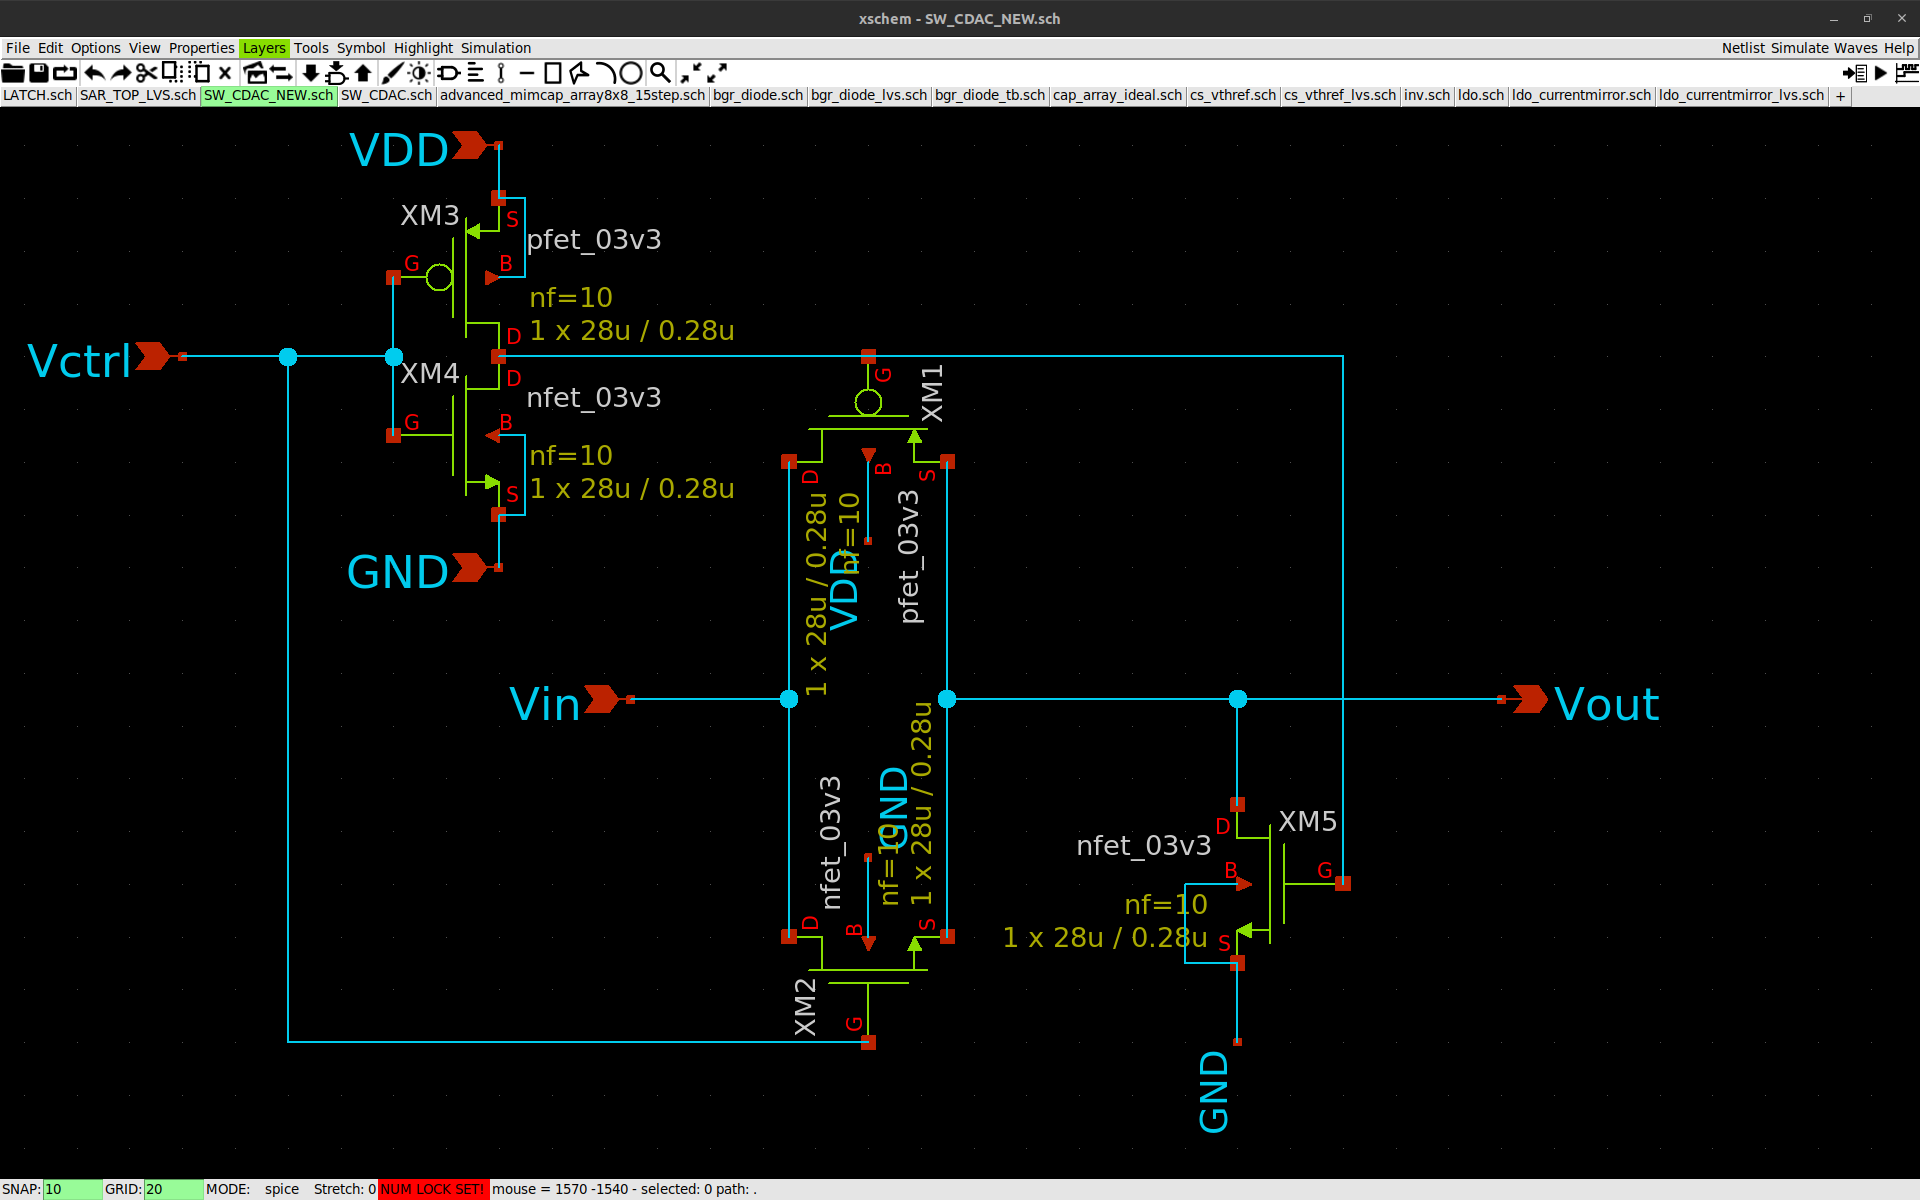 xschem - SW_CDAC_NEW.sch
File Edit Options View Properties Layers Tools Symbol Highlight Simulation Netlist Simulate Waves Help
LATCH.sch SAR_TOP_LVS.sch SW_CDAC_NEW.sch SW_CDAC.sch advanced_mimcap_array8x8_15step.sch bgr_diode.sch bgr_diode_lvs.sch bgr_diode_tb.sch cap_array_ideal.sch cs_vthref.sch cs_vthref_lvs.sch inv.sch ldo.sch ldo_currentmirror.sch ldo_currentmirror_lvs.sch +
VDD
XM3
S
pfet_03v3
G
B
nf=10
1 x 28u / 0.28u
D
Vctrl
XM4
D
nfet_03v3
G
B
nf=10
1 x 28u / 0.28u
S
GND
G
XM1
D
B
S
1 x 28u / 0.28u
nf=10
VDD
pfet_03v3
Vin
Vout
nfet_03v3
GND
nf=10
1 x 28u / 0.28u
D
B
S
XM2
G
D
XM5
nfet_03v3
B
G
nf=10
1 x 28u / 0.28u
S
GND
SNAP: 10 GRID: 20 MODE: spice Stretch: 0 NUM LOCK SET! mouse = 1570 -1540 - selected: 0 path: .